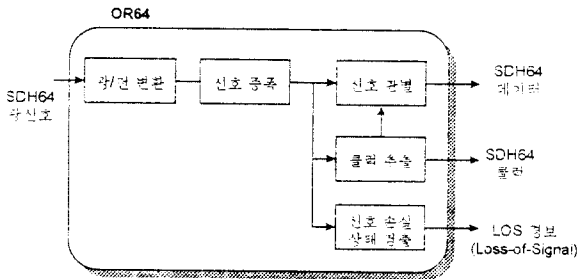 OR64
SDH64
광신호
광/전 변환
신호 증폭
신호 판별
SDH64
데이터
클럭 추출
SDH64
클럭
신호 손실
상태 검출
LOS 경보
(Loss-of-Signal)